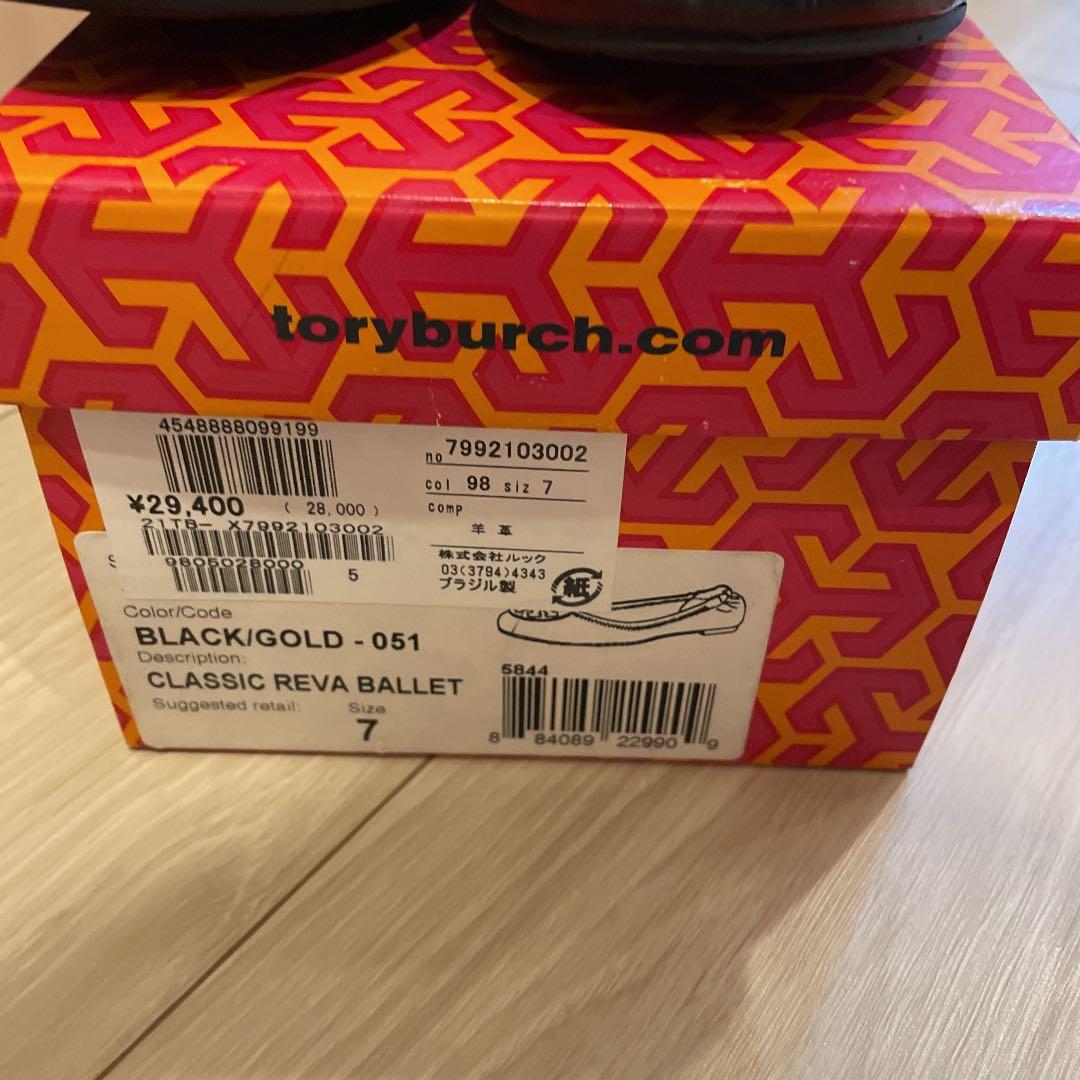 toryburch.com
4548888099199
¥29,400 ( 28,000 )
21TB- X7992103002
9805028000 5
no 7992103002
col 98 siz 7
comp
羊 革
株式会社ルック
03(3794)4343
ブラジル製
紙
Color/Code
BLACK/GOLD - 051
Description:
CLASSIC REVA BALLET
Suggested retail: Size
7
5844
8 84089 22990 9